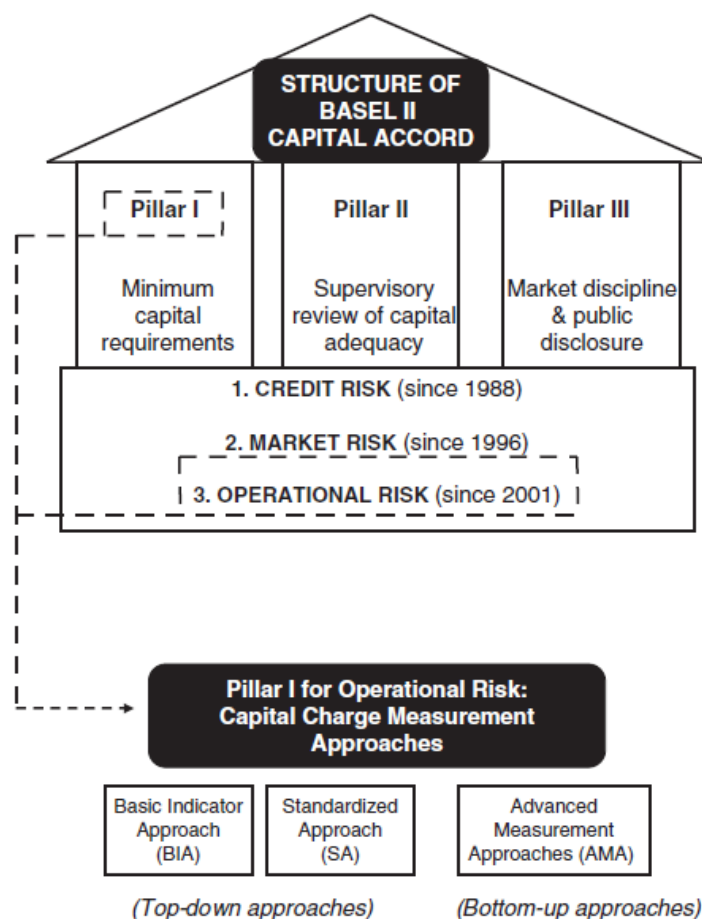 STRUCTURE OF
BASEL II
CAPITAL ACCORD
Pillar I
Minimum
capital
requirements
Pillar II
Supervisory
review of capital
adequacy
Pillar III
Market discipline
& public
disclosure
1. CREDIT RISK (since 1988)
2. MARKET RISK (since 1996)
3. OPERATIONAL RISK (since 2001)
Pillar I for Operational Risk:
Capital Charge Measurement
Approaches
Basic Indicator
Approach
(BIA)
Standardized
Approach
(SA)
Advanced
Measurement
Approaches (AMA)
(Top-down approaches)
(Bottom-up approaches)